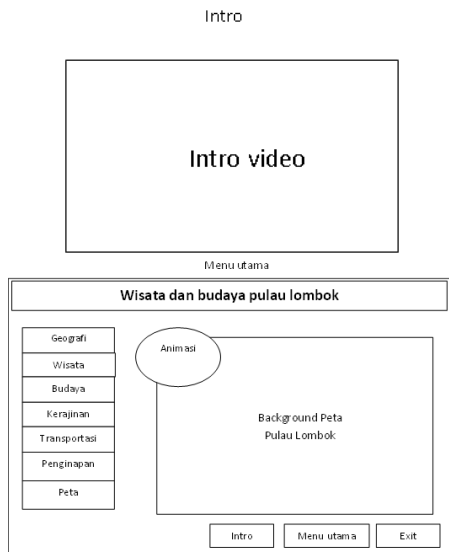 Intro
Intro video
Menu utama
Wisata dan budaya pulau lombok
Geografi
Wisata
Budaya
Kerajinan
Transportasi
Penginapan
Peta
Animasi
Background Peta
Pulau Lombok
Intro
Menu utama
Exit